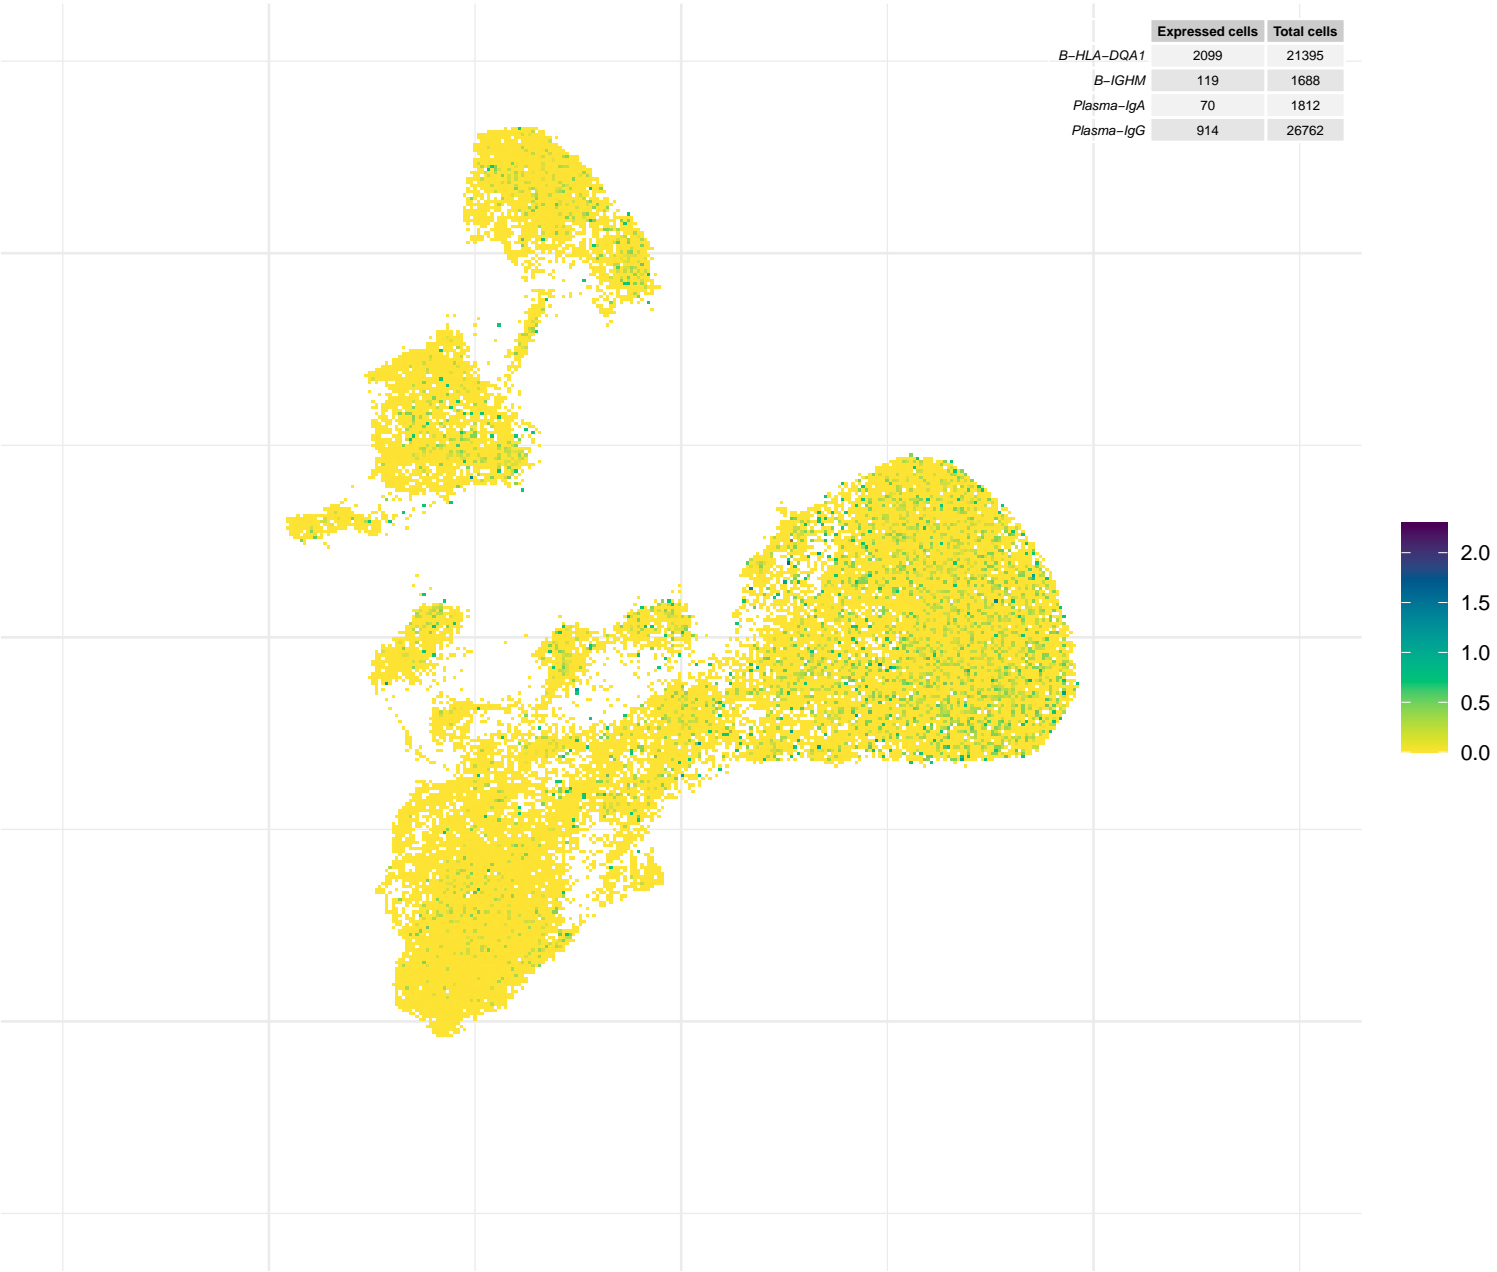 Expressed cells Total cells
B−HLA−DQA1 2099 21395
B−IGHM 119 1688
Plasma−IgA 70 1812
Plasma−IgG 914 26762
2.0
1.5
1.0
0.5
0.0